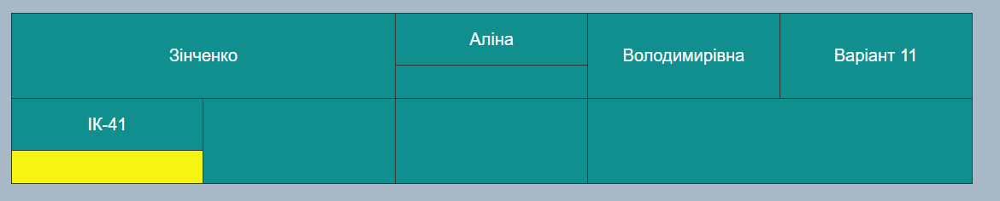 Зінченко
Аліна
Володимирівна
Варіант 11
ІК-41